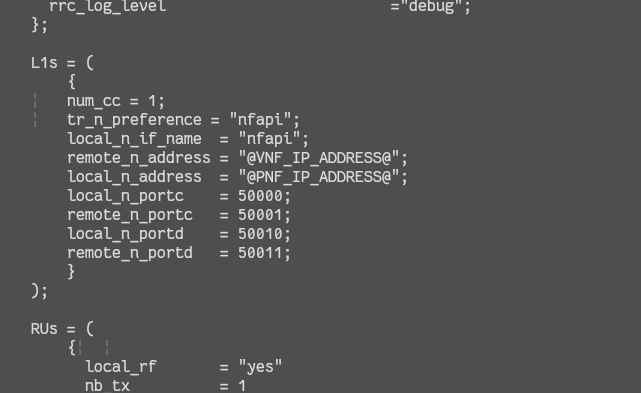 rrc_log_level                         ="debug";
};

L1s = (
    {
    num_cc = 1;
    tr_n_preference = "nfapi";
    local_n_if_name  = "nfapi";
    remote_n_address = "@VNF_IP_ADDRESS@";
    local_n_address  = "@PNF_IP_ADDRESS@";
    local_n_portc    = 50000;
    remote_n_portc   = 50001;
    local_n_portd    = 50010;
    remote_n_portd   = 50011;
    }
);

RUs = (
    {
      local_rf       = "yes"
      nb_tx          = 1